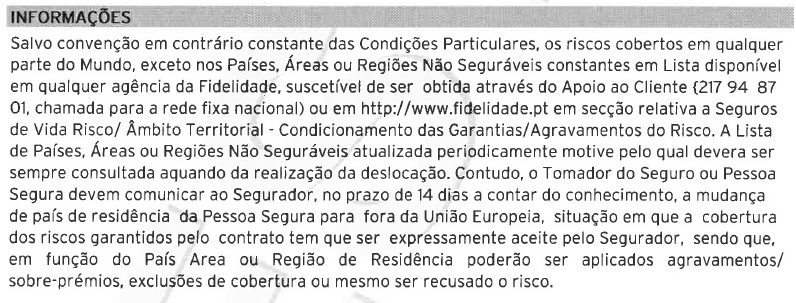 INFORMAÇÕES
Salvo convenção em contrário constante das Condições Particulares, os riscos cobertos em qualquer
parte do Mundo, exceto nos Países, Áreas ou Regiões Não Seguráveis constantes em Lista disponível
em qualquer agência da Fidelidade, suscetível de ser obtida através do Apoio ao Cliente (217 94 87
01, chamada para a rede fixa nacional) ou em http://www.fidelidade.pt em secção relativa a Seguros
de Vida Risco/ Âmbito Territorial - Condicionamento das Garantias/Agravamentos do Risco. A Lista
de Países, Áreas ou Regiões Não Seguráveis atualizada periodicamente motive pelo qual devera ser
sempre consultada aquando da realização da deslocação. Contudo, o Tomador do Seguro ou Pessoa
Segura devem comunicar ao Segurador, no prazo de 14 dias a contar do conhecimento, a mudança
de país de residência da Pessoa Segura para fora da União Europeia, situação em que a cobertura
dos riscos garantidos pelo contrato tem que ser expressamente aceite pelo Segurador, sendo que,
em função do País Area ou Região de Residência poderão ser aplicados agravamentos/
sobre-prémios, exclusões de cobertura ou mesmo ser recusado o risco.